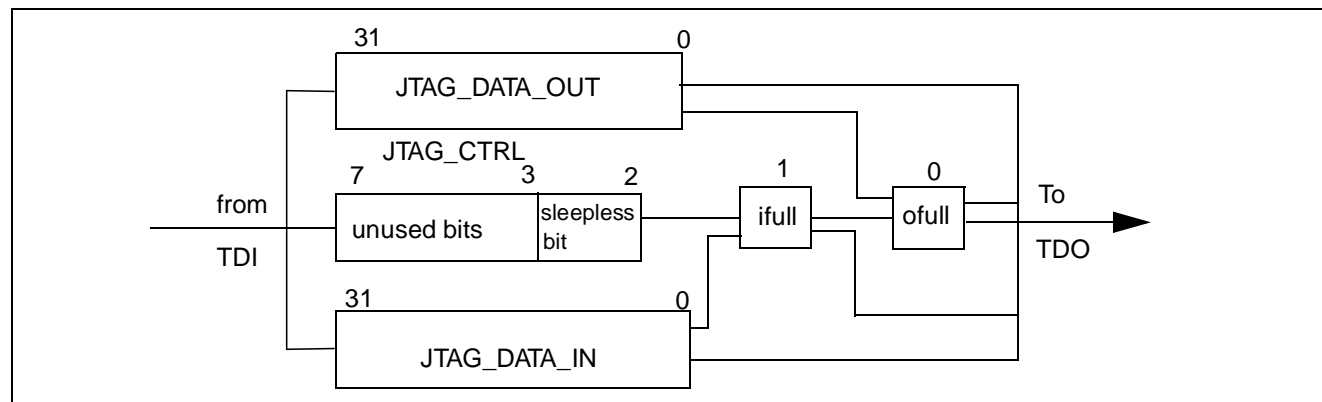 31 0
JTAG_DATA_OUT
JTAG_CTRL
7 3 2 1 0
from
TDI
unused bits
sleepless
bit
ifull
ofull
To
TDO
31 0
JTAG_DATA_IN